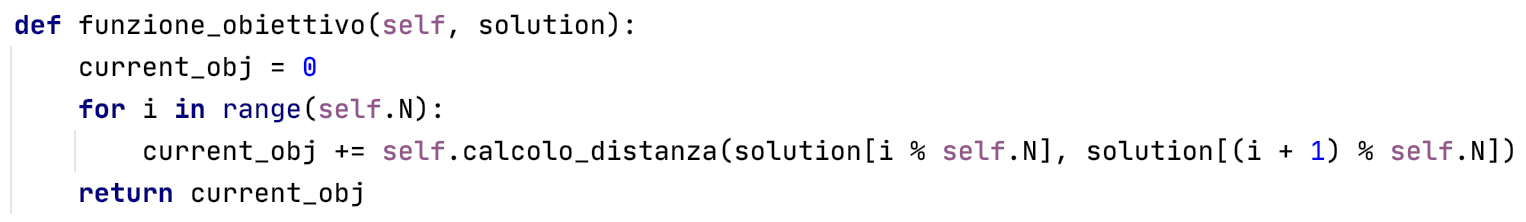 def funzione_obiettivo(self, solution):
    current_obj = 0
    for i in range(self.N):
        current_obj += self.calcolo_distanza(solution[i % self.N], solution[(i + 1) % self.N])
    return current_obj